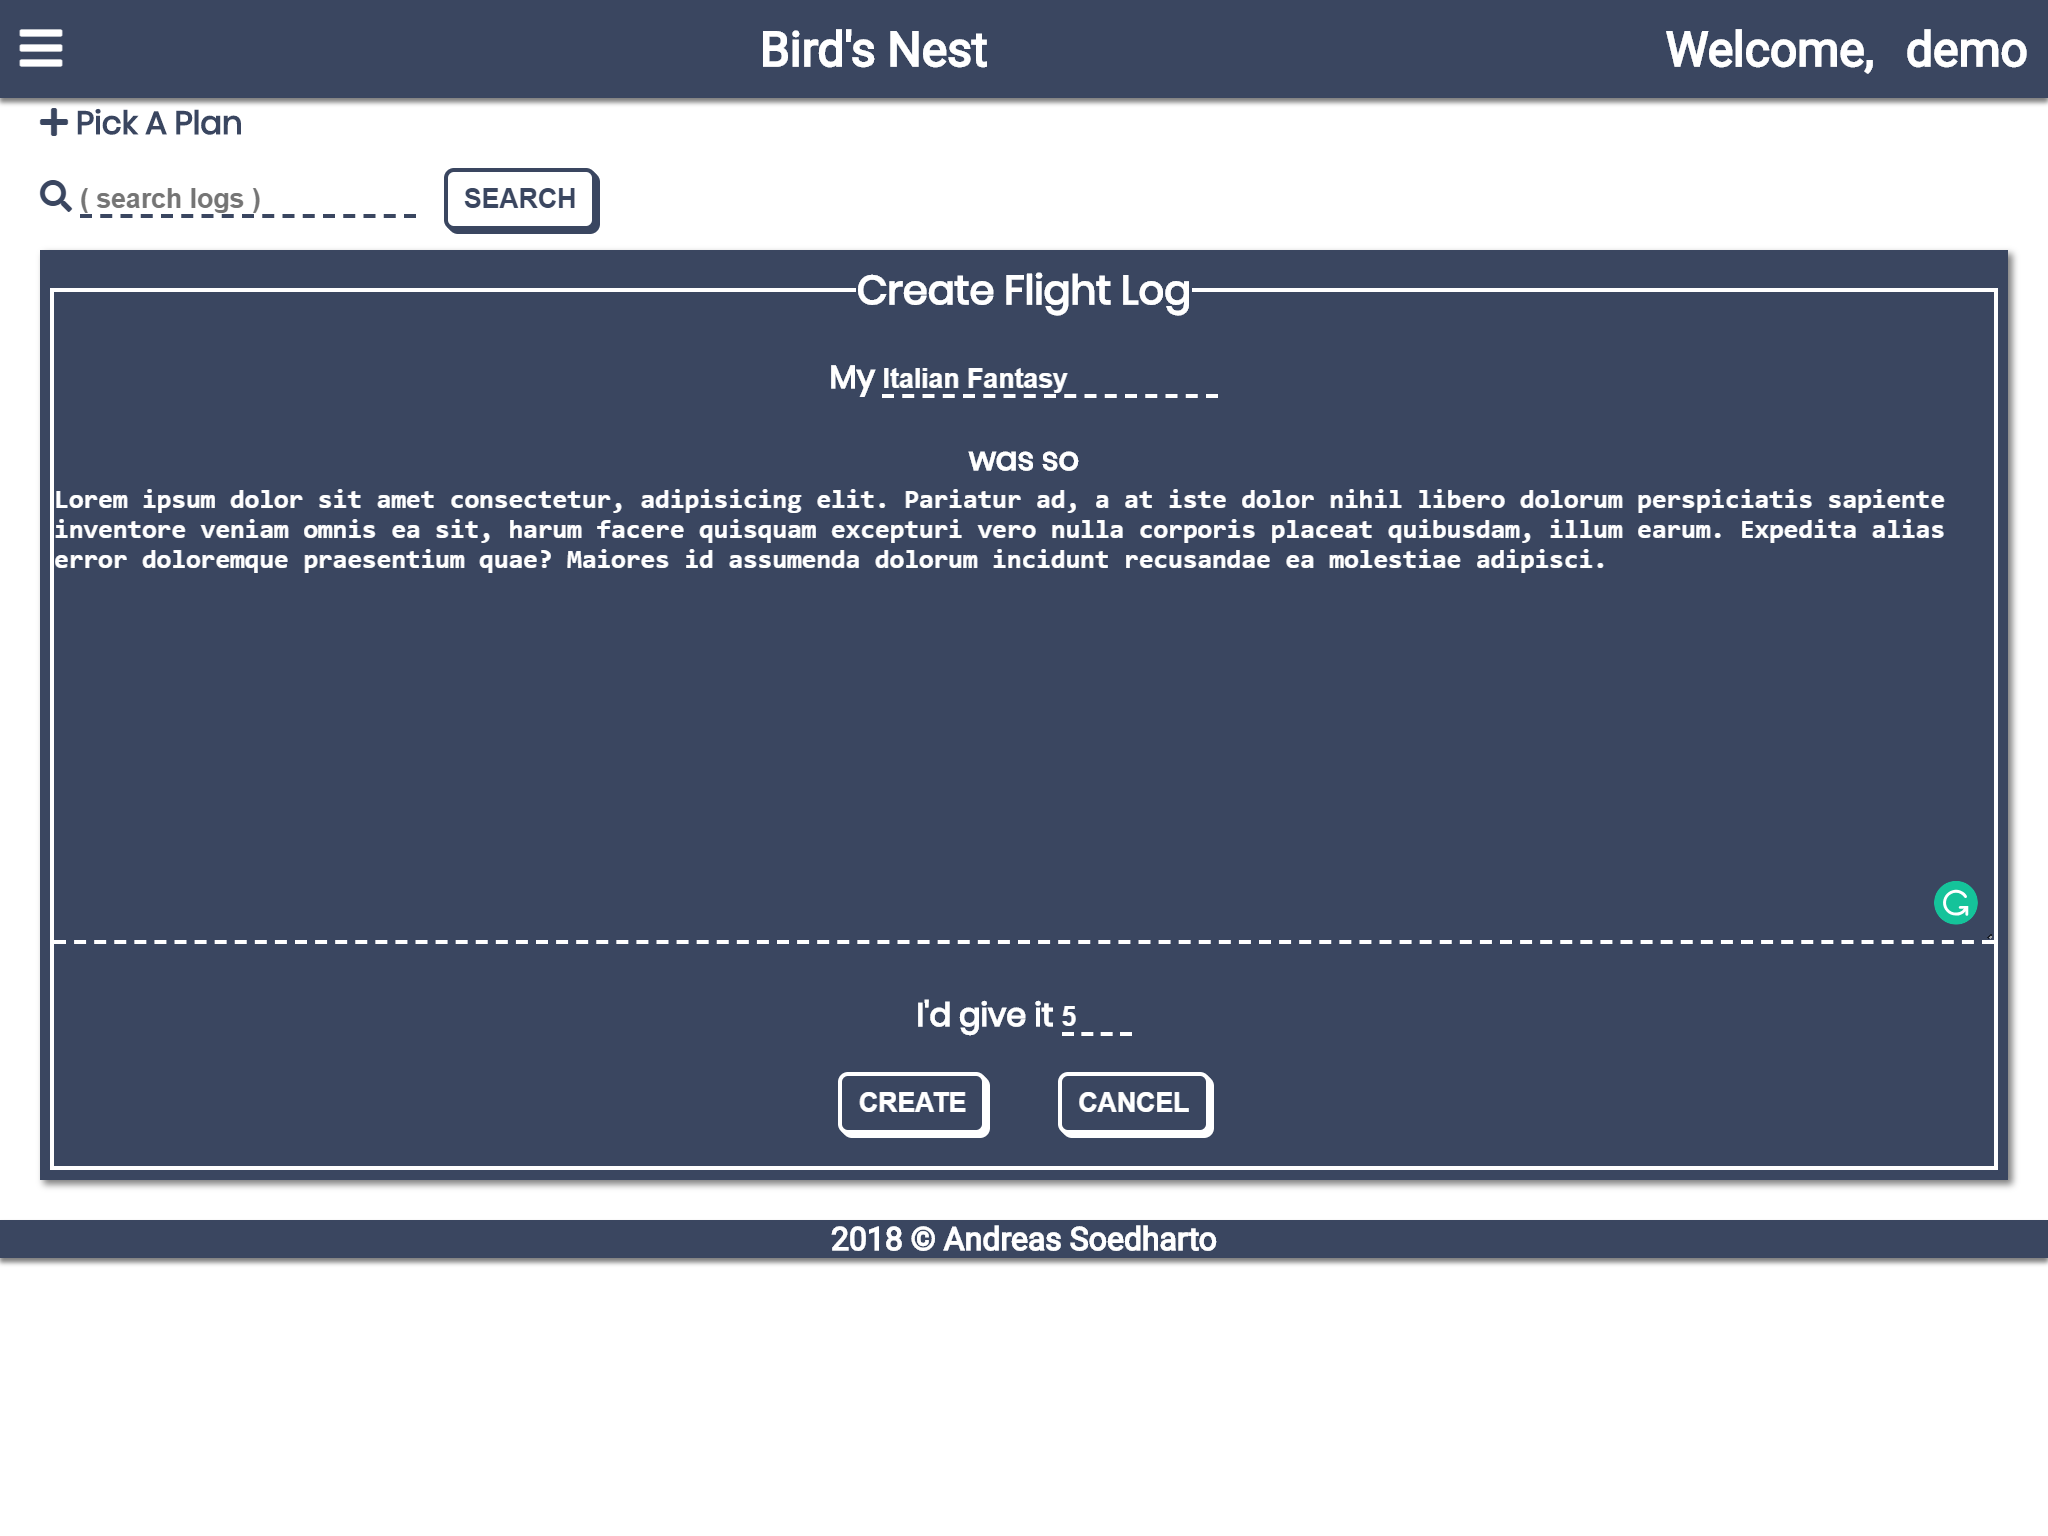 Bird's Nest
Welcome, demo
Pick A Plan
( search logs )
SEARCH
Create Flight Log
My Italian Fantasy
was so
Lorem ipsum dolor sit amet consectetur, adipisicing elit. Pariatur ad, a at iste dolor nihil libero dolorum perspiciatis sapiente
inventore veniam omnis ea sit, harum facere quisquam excepturi vero nulla corporis placeat quibusdam, illum earum. Expedita alias
error doloremque praesentium quae? Maiores id assumenda dolorum incidunt recusandae ea molestiae adipisci.
I'd give it 5
CREATE
CANCEL
2018 © Andreas Soedharto